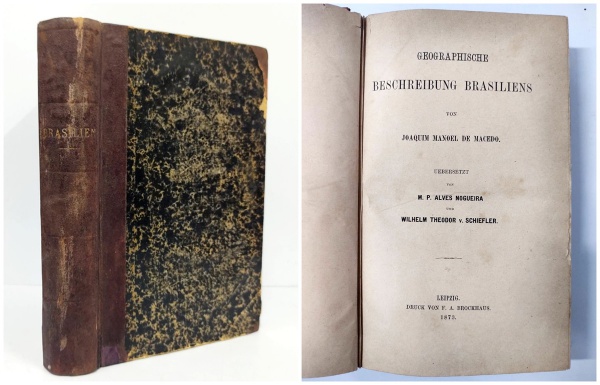 BRASILIEN
GEOGRAPHISCHE
BESCHREIBUNG BRASILIENS
VON
JOAQUIM MANOEL DE MACEDO.
UEBERSETZT
VON
M. P. ALVES NOGUEIRA
UND
WILHELM THEODOR v. SCHIEFLER.
LEIPZIG.
DRUCK VON F. A. BROCKHAUS.
1873.